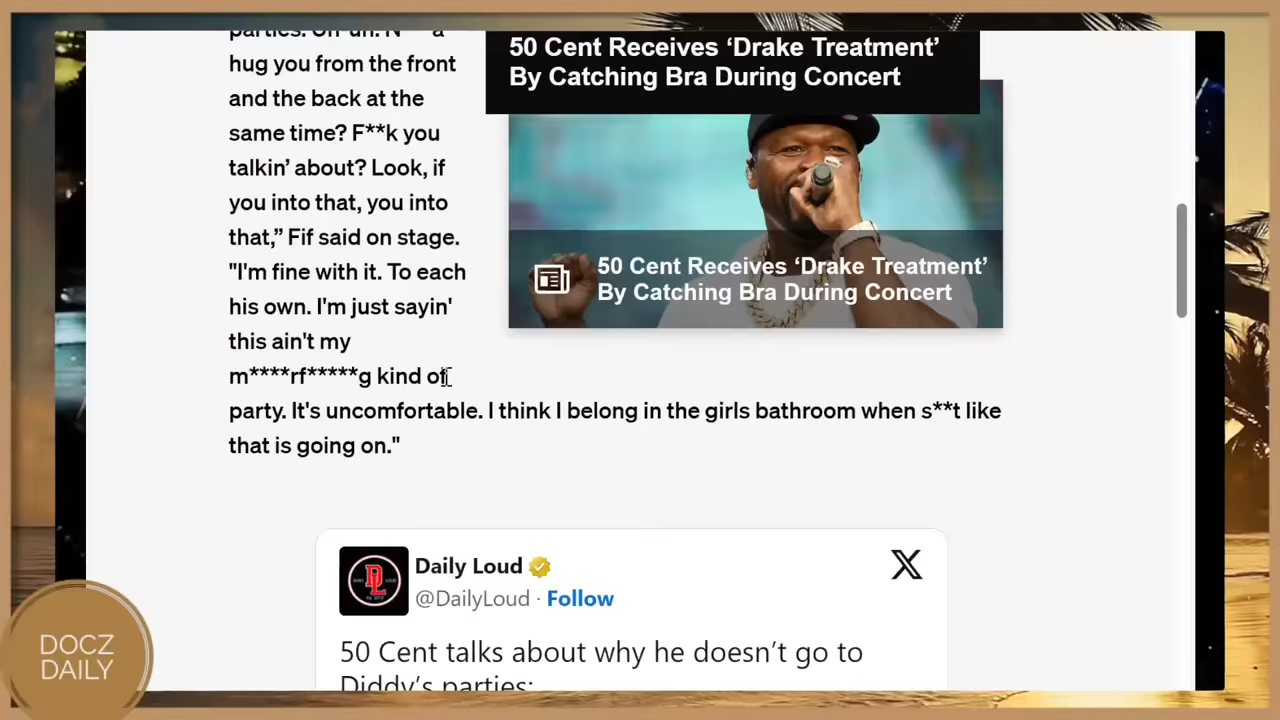 hug you from the front
and the back at the
same time? F**k you
talkin’ about? Look, if
you into that, you into
that,” Fif said on stage.
"I'm fine with it. To each
his own. I'm just sayin'
this ain't my
m****rf*****g kind of
party. It's uncomfortable. I think I belong in the girls bathroom when s**t like
that is going on."
50 Cent Receives ‘Drake Treatment’
By Catching Bra During Concert
50 Cent Receives ‘Drake Treatment’
By Catching Bra During Concert
Daily Loud
@DailyLoud · Follow
50 Cent talks about why he doesn’t go to
Diddy’s parties:
DOCZ
DAILY